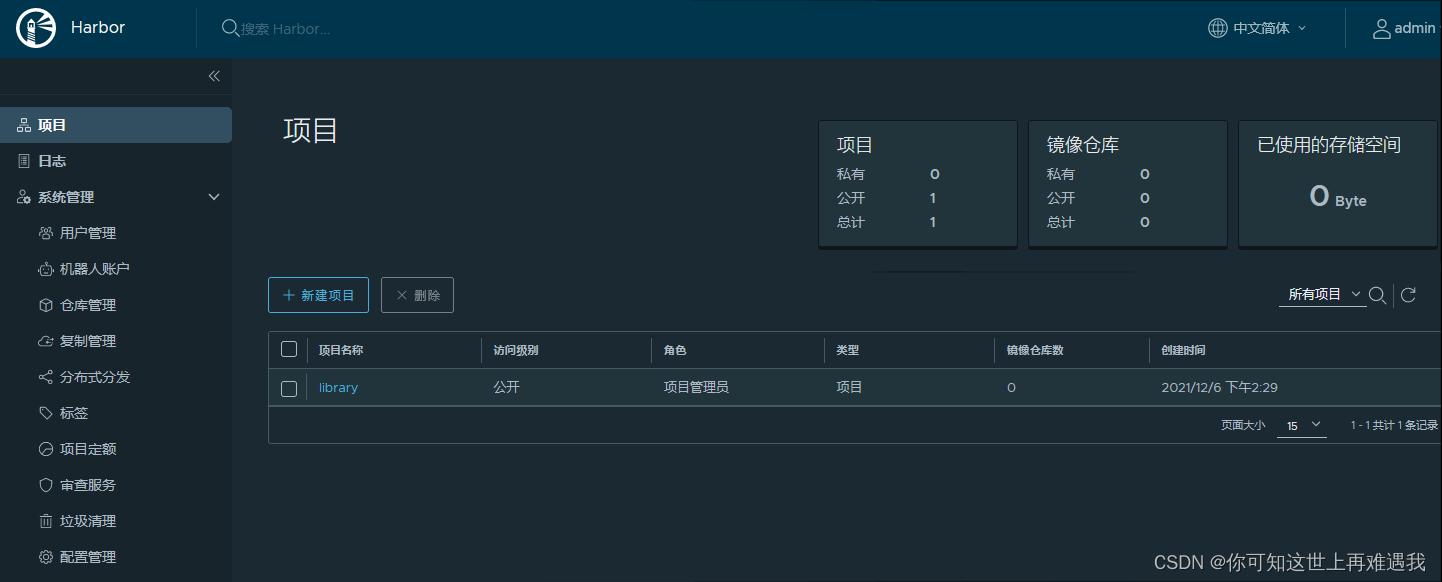 Harbor
搜索 Harbor...
中文简体
admin
项目
日志
系统管理
用户管理
机器人账户
仓库管理
复制管理
分布式分发
标签
项目定额
审查服务
垃圾清理
配置管理
项目
项目
私有 0
公开 1
总计 1
镜像仓库
私有 0
公开 0
总计 0
已使用的存储空间
0 Byte
新建项目
删除
所有项目
项目名称 访问级别 角色 类型 镜像仓库数 创建时间
library 公开 项目管理员 项目 0 2021/12/6 下午2:29
页面大小 15 1 - 1 共计 1 条记录
CSDN @你可知这世上再难遇我